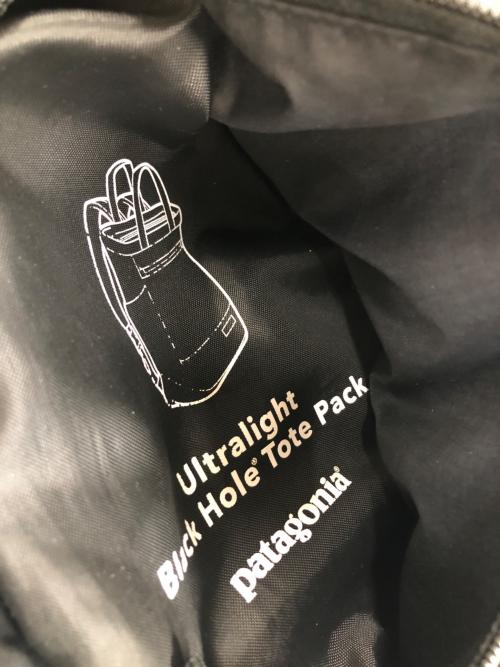 Ultralight
Black Hole® Tote Pack
patagonia®